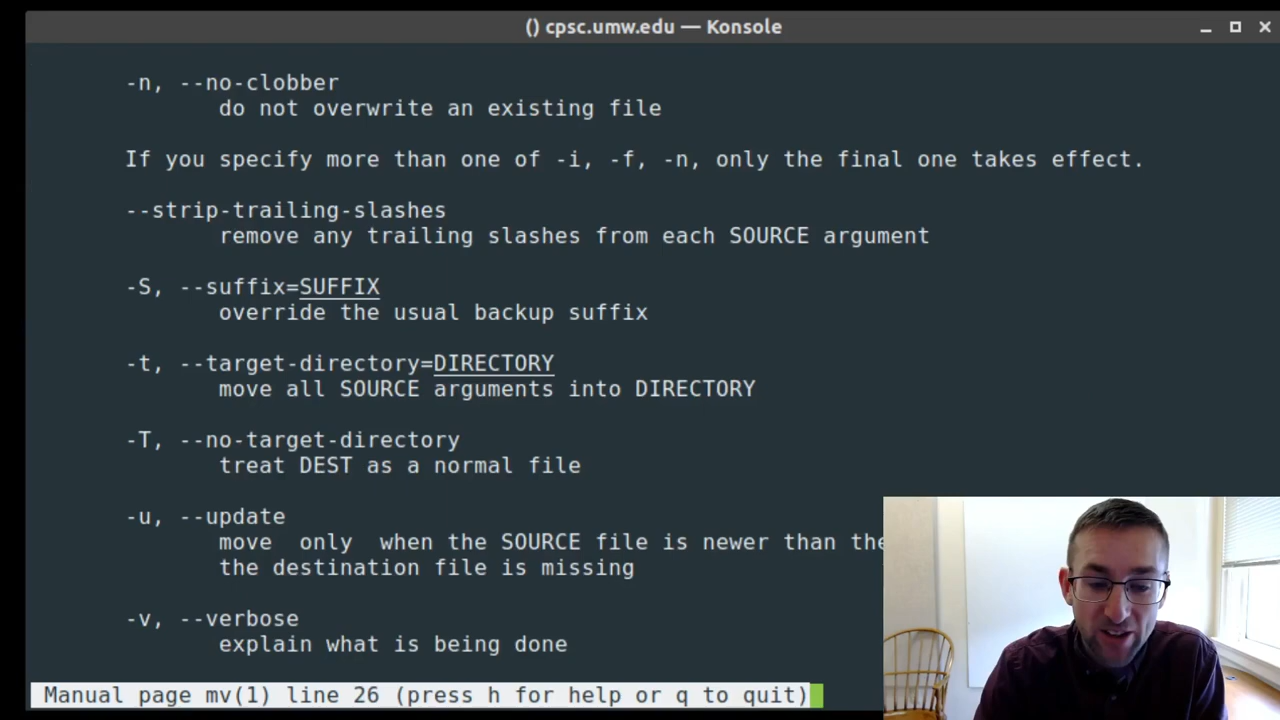 () cpsc.umw.edu — Konsole
-n, --no-clobber
do not overwrite an existing file
If you specify more than one of -i, -f, -n, only the final one takes effect.
--strip-trailing-slashes
remove any trailing slashes from each SOURCE argument
-S, --suffix=SUFFIX
override the usual backup suffix
-t, --target-directory=DIRECTORY
move all SOURCE arguments into DIRECTORY
-T, --no-target-directory
treat DEST as a normal file
-u, --update
move  only  when the SOURCE file is newer than the
the destination file is missing
-v, --verbose
explain what is being done
Manual page mv(1) line 26 (press h for help or q to quit)